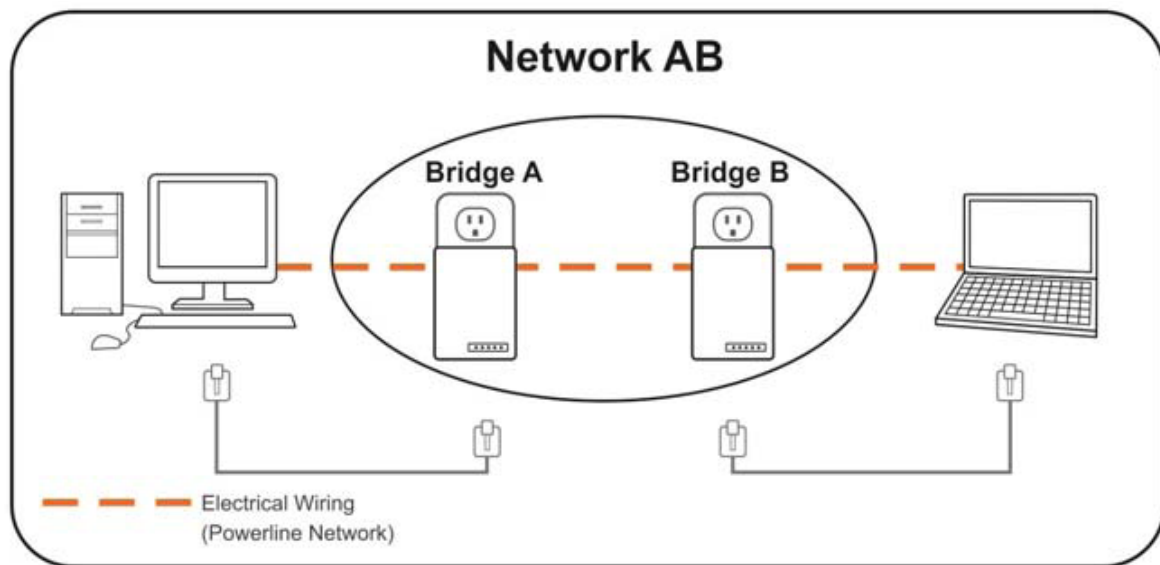 Network AB
Bridge A
Bridge B
Electrical Wiring
(Powerline Network)